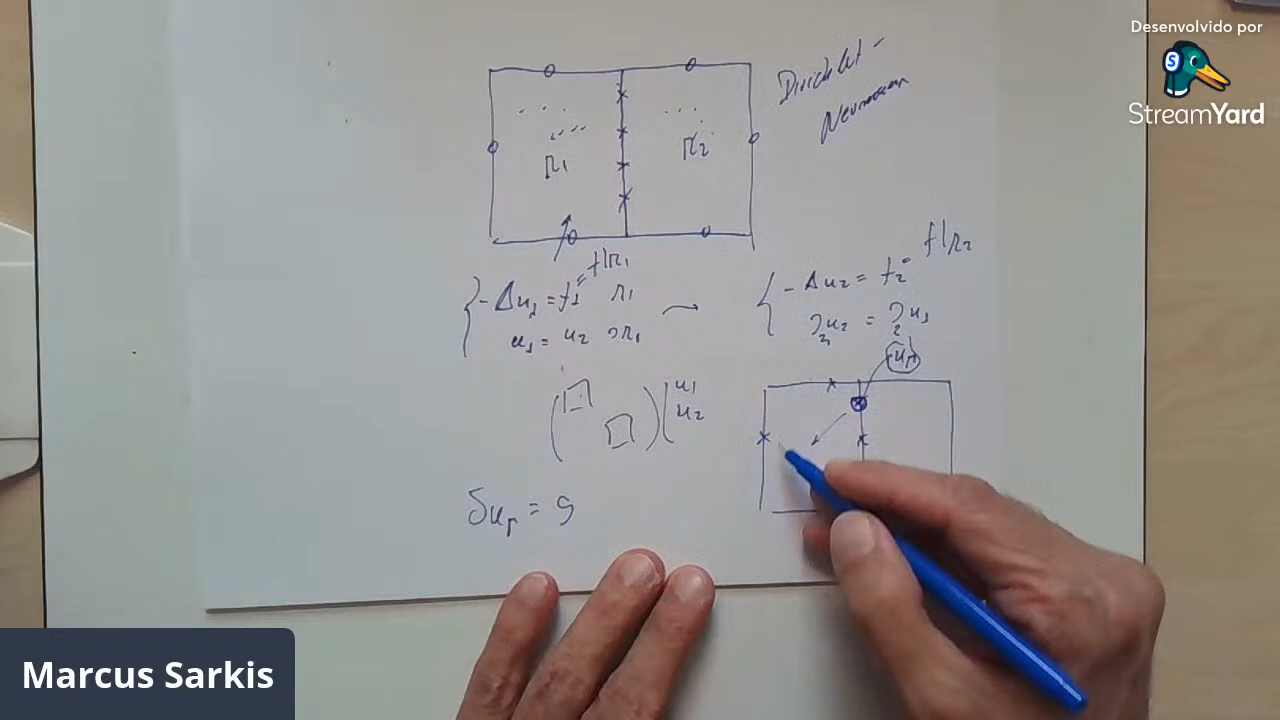 Desenvolvido por
StreamYard
Dirichlet -
Neumann
Ω1
Ω2
f|Ω1
-Δu1 = f1 = Ω1
u1 = u2 ∂Ω1
→
f|Ω2
-Δu2 = f2 =
∂u2 = ∂u1
u1
u2
uΓ
SuΓ = g
Marcus Sarkis